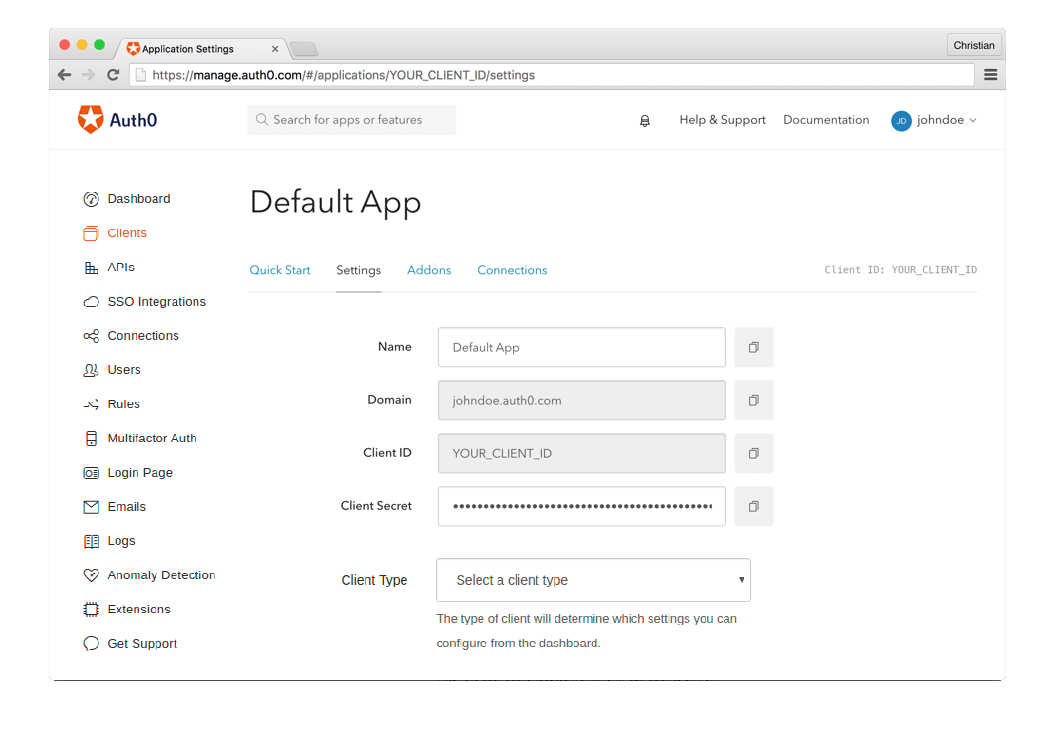 Application Settings
Christian
https://manage.auth0.com/#/applications/YOUR_CLIENT_ID/settings
Auth0
Search for apps or features
Help & Support
Documentation
JD
johndoe
Dashboard
Clients
APIs
SSO Integrations
Connections
Users
Rules
Multifactor Auth
Login Page
Emails
Logs
Anomaly Detection
Extensions
Get Support
Default App
Quick Start
Settings
Addons
Connections
Client ID: YOUR_CLIENT_ID
Name
Default App
Domain
johndoe.auth0.com
Client ID
YOUR_CLIENT_ID
Client Secret
Client Type
Select a client type
The type of client will determine which settings you can
configure from the dashboard.